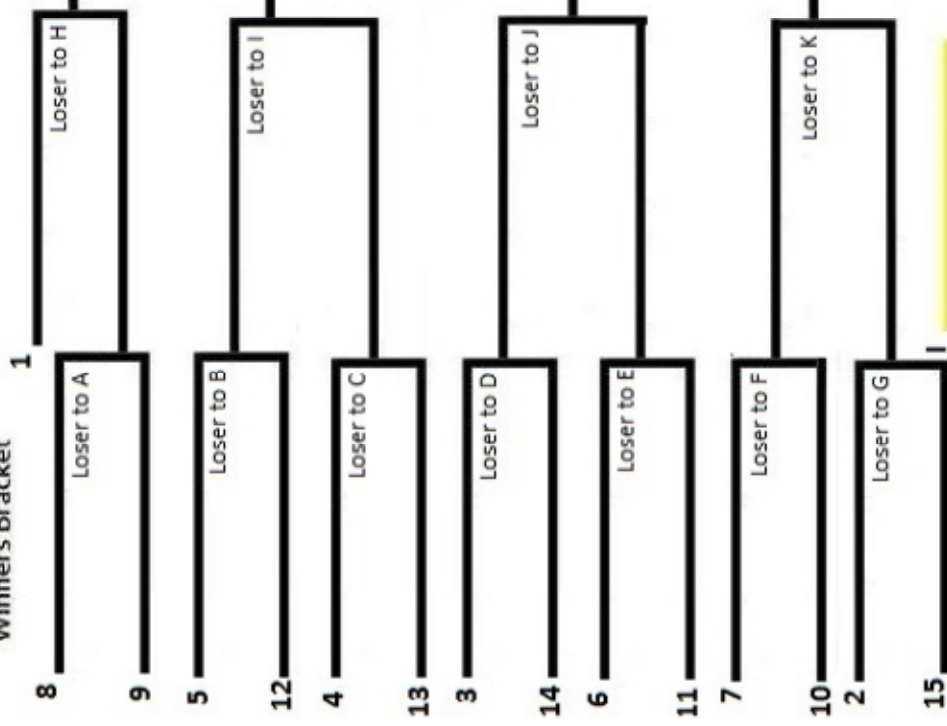 Winners Bracket
1
8
Loser to A
Loser to H
9
5
Loser to B
12
Loser to I
4
Loser to C
13
3
Loser to D
14
Loser to J
6
Loser to E
11
7
Loser to F
10
Loser to K
2
Loser to G
15